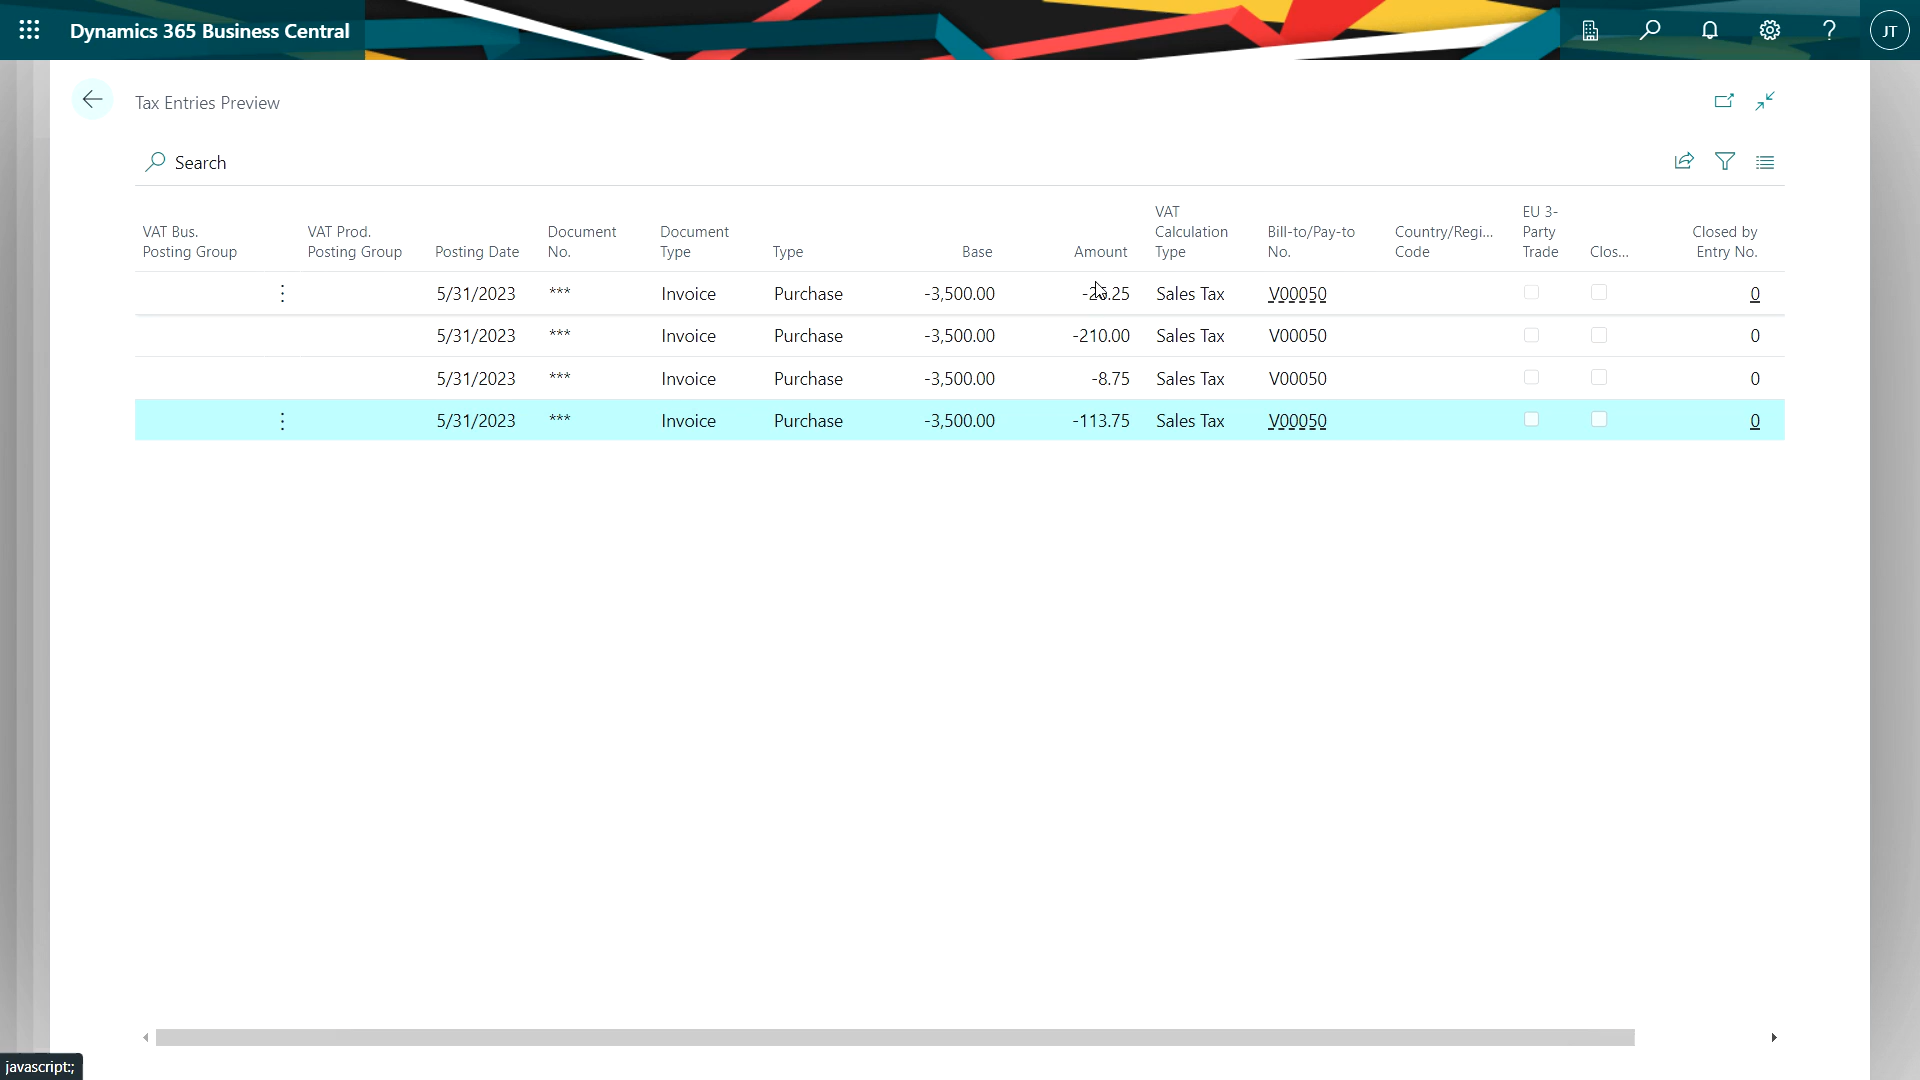 Dynamics 365 Business Central
JT
Tax Entries Preview
Search
VAT Bus. Posting Group VAT Prod. Posting Group Posting Date Document No. Document Type Type Base Amount VAT Calculation Type Bill-to/Pay-to No. Country/Regi... Code EU 3-Party Trade Clos... Closed by Entry No.
5/31/2023 *** Invoice Purchase -3,500.00 Sales Tax V00050 0
5/31/2023 *** Invoice Purchase -3,500.00 -210.00 Sales Tax V00050 0
5/31/2023 *** Invoice Purchase -3,500.00 -8.75 Sales Tax V00050 0
5/31/2023 *** Invoice Purchase -3,500.00 -113.75 Sales Tax V00050 0
javascript:;